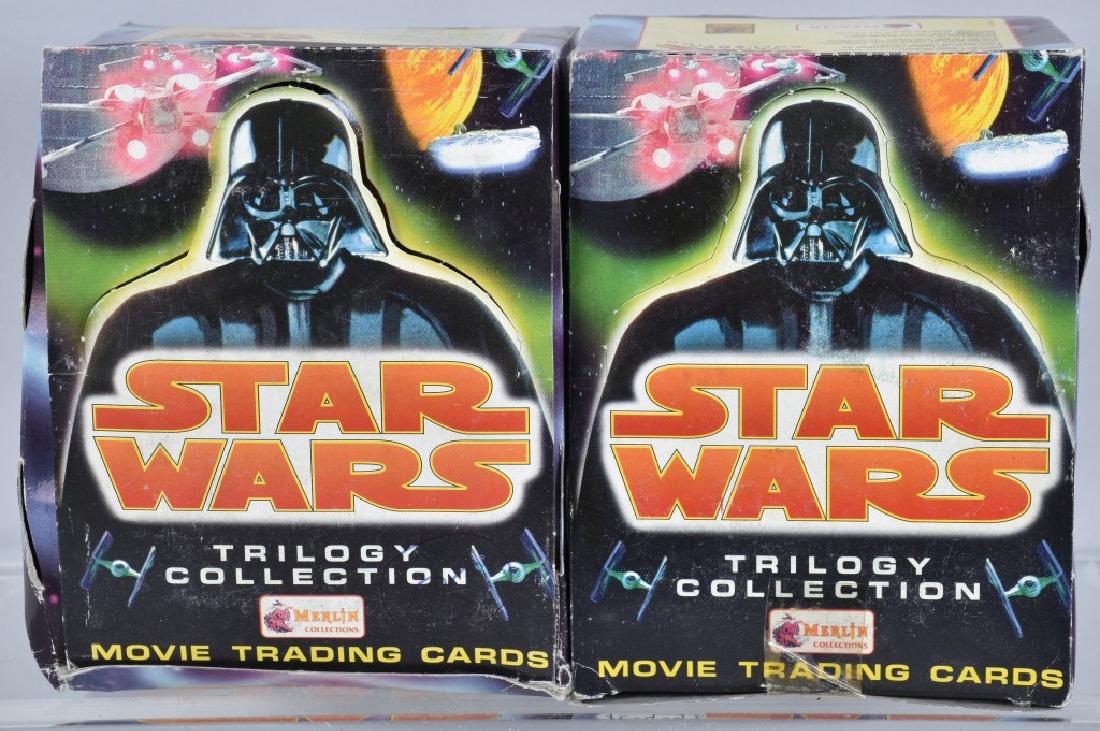 STAR
WARS
TRILOGY
COLLECTION
MERLIN
COLLECTIONS
MOVIE TRADING CARDS
STAR
WARS
TRILOGY
COLLECTION
MERLIN
COLLECTIONS
MOVIE TRADING CARDS